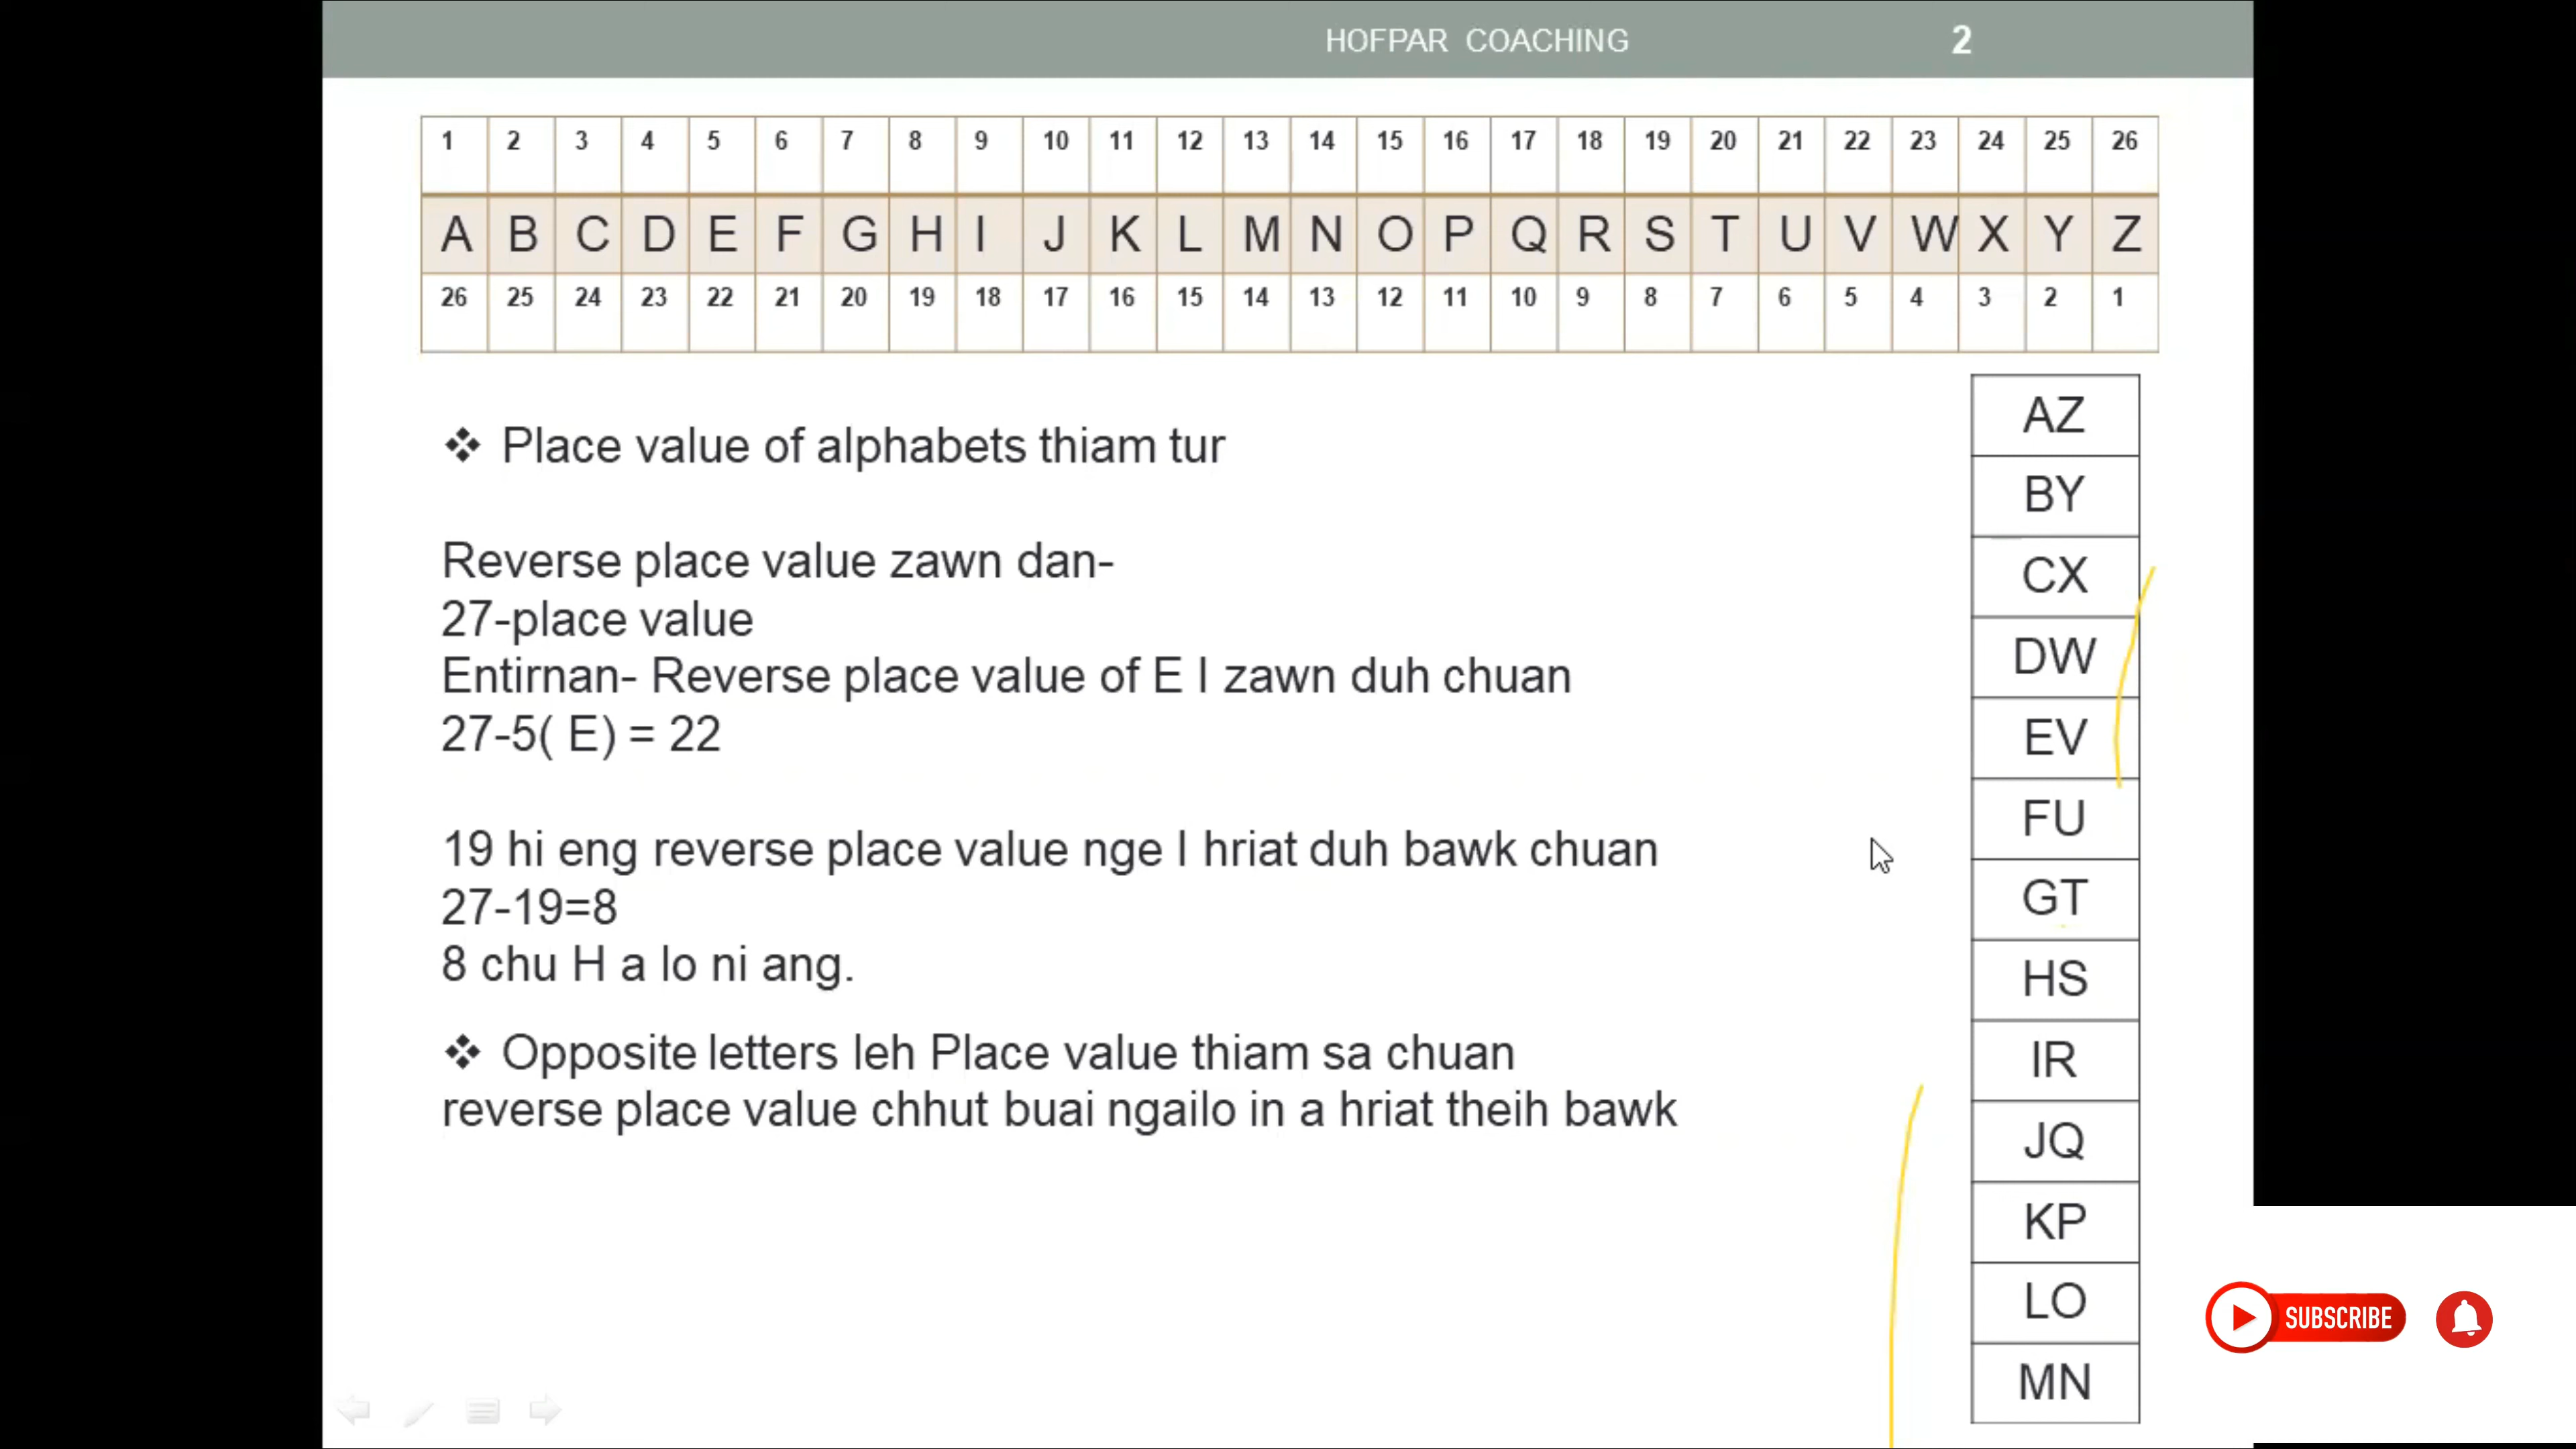 HOFPAR COACHING 2
1 2 3 4 5 6 7 8 9 10 11 12 13 14 15 16 17 18 19 20 21 22 23 24 25 26
A B C D E F G H I J K L M N O P Q R S T U V W X Y Z
26 25 24 23 22 21 20 19 18 17 16 15 14 13 12 11 10 9 8 7 6 5 4 3 2 1
❖ Place value of alphabets thiam tur
Reverse place value zawn dan-
27-place value
Entirnan- Reverse place value of E I zawn duh chuan
27-5( E) = 22
19 hi eng reverse place value nge I hriat duh bawk chuan
27-19=8
8 chu H a lo ni ang.
❖ Opposite letters leh Place value thiam sa chuan
reverse place value chhut buai ngailo in a hriat theih bawk
AZ
BY
CX
DW
EV
FU
GT
HS
IR
JQ
KP
LO
MN
SUBSCRIBE